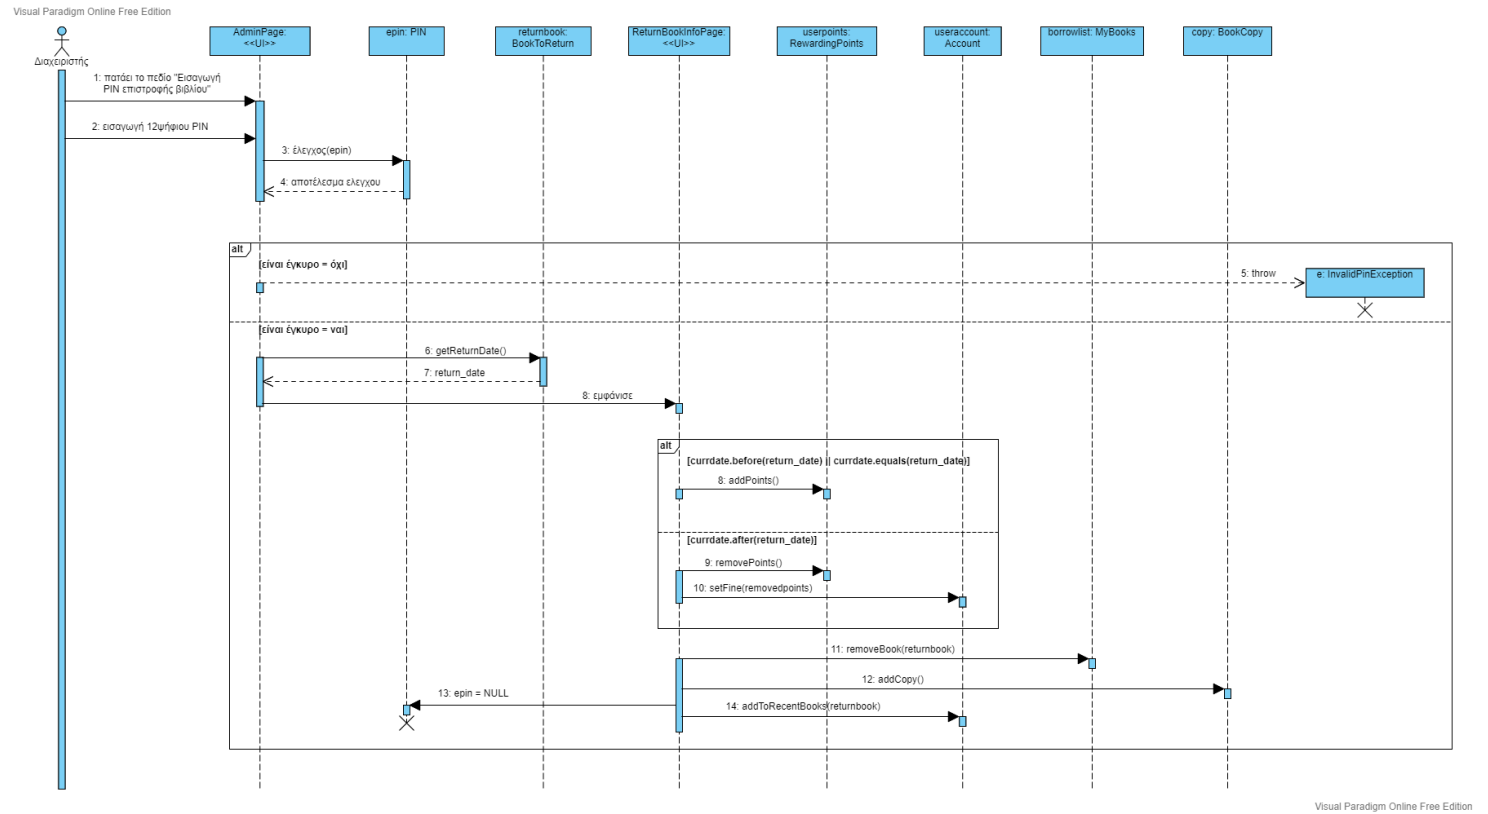 Visual Paradigm Online Free Edition
AdminPage:
<<UI>>
epin: PIN
returnbook:
BookToReturn
ReturnBookInfoPage:
<<UI>>
userpoints:
RewardingPoints
useraccount:
Account
borrowlist: MyBooks
copy: BookCopy
Διαχειριστής
1: πατάει το πεδίο "Εισαγωγή
PIN επιστροφής βιβλίου"
2: εισαγωγή 12ψήφιου PIN
3: έλεγχος(epin)
4: αποτέλεσμα ελεγχου
alt
[είναι έγκυρο = όχι]
5: throw
e: InvalidPinException
[είναι έγκυρο = ναι]
6: getReturnDate()
7: return_date
8: εμφάνισε
alt
[currdate.before(return_date) || currdate.equals(return_date)]
8: addPoints()
[currdate.after(return_date)]
9: removePoints()
10: setFine(removedpoints)
11: removeBook(returnbook)
12: addCopy()
13: epin = NULL
14: addToRecentBooks(returnbook)
Visual Paradigm Online Free Edition